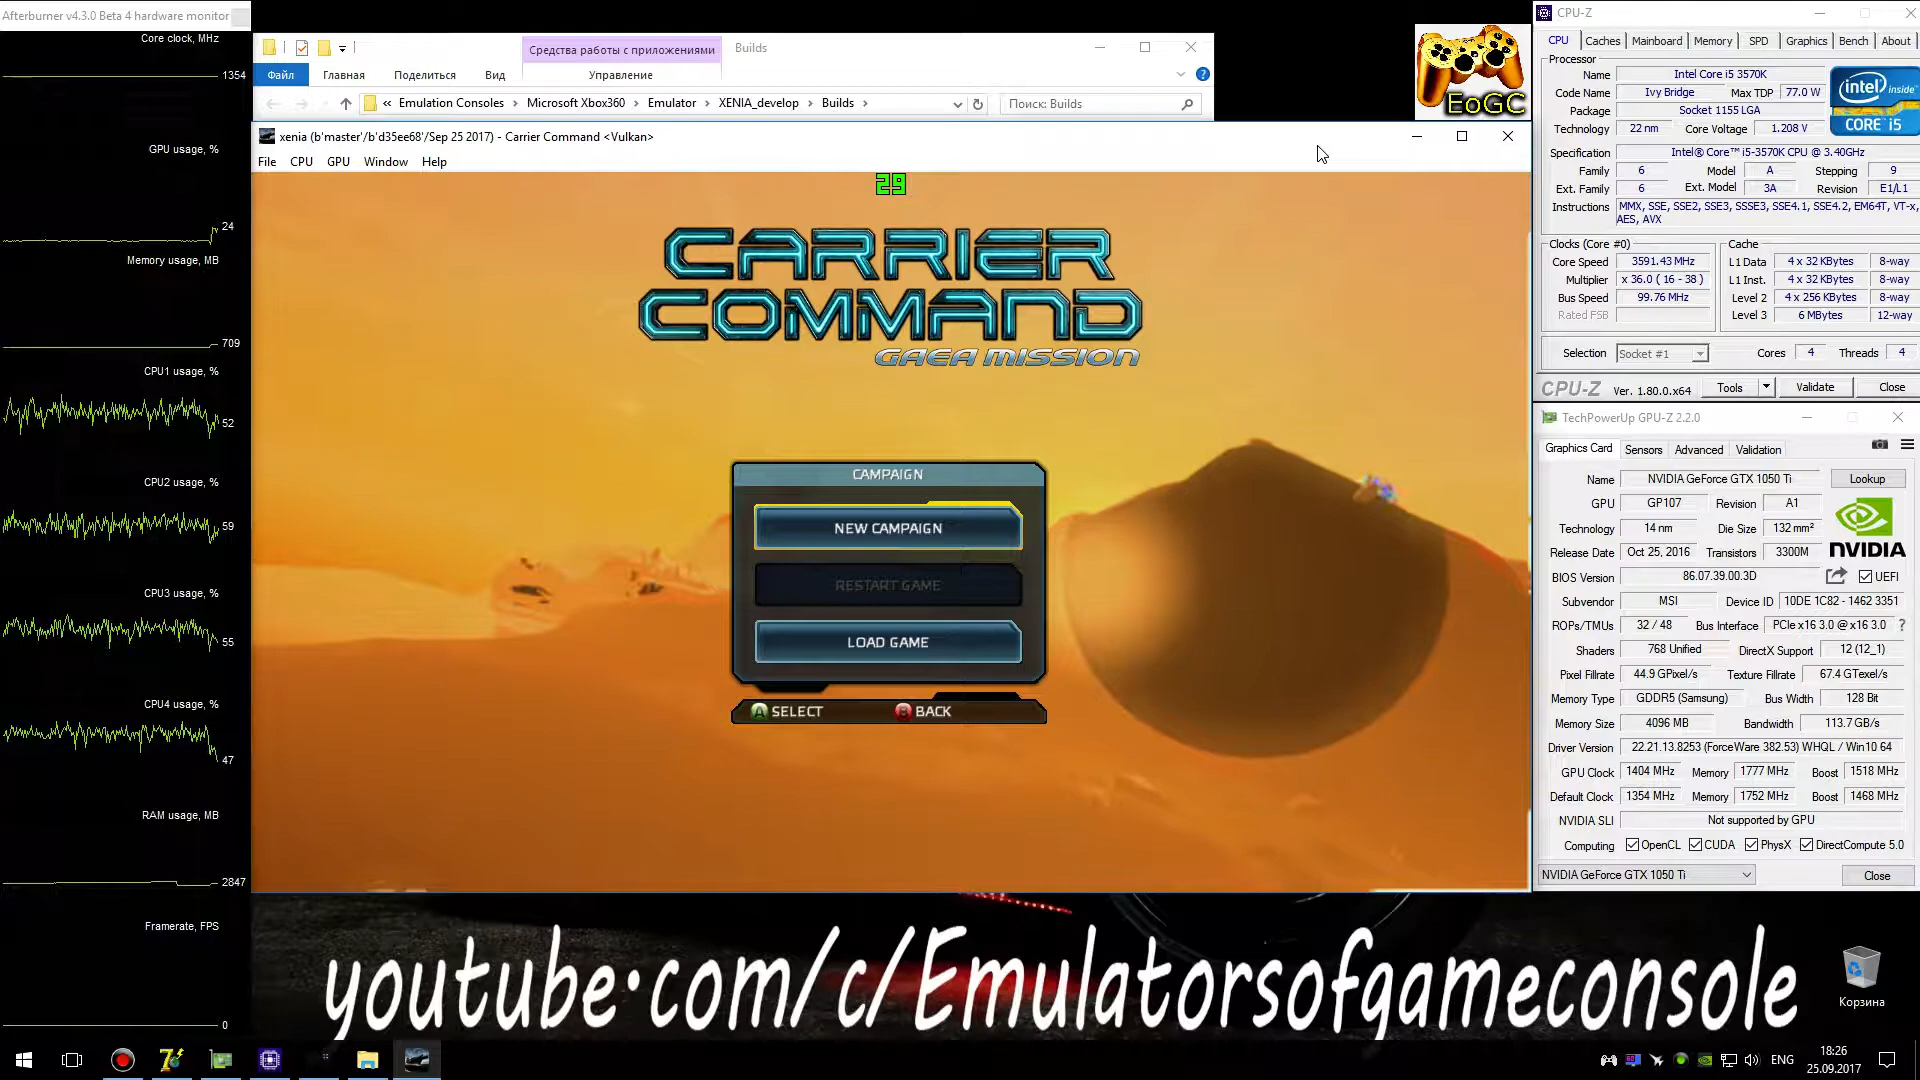 Afterburner v4.3.0 Beta 4 hardware monitor
Core clock, MHz
1354
GPU usage, %
24
Memory usage, MB
709
CPU1 usage, %
52
CPU2 usage, %
59
CPU3 usage, %
55
CPU4 usage, %
47
RAM usage, MB
2847
Framerate, FPS
0
Средства работы с приложениями
Builds
Файл
Главная
Поделиться
Вид
Управление
« Emulation Consoles › Microsoft Xbox360 › Emulator › XENIA_develop › Builds ›
Поиск: Builds
EoGC
xenia (b'master'/b'd35ee68'/Sep 25 2017) - Carrier Command <Vulkan>
File CPU GPU Window Help
29
CARRIER
COMMAND
GAEA MISSION
CAMPAIGN
NEW CAMPAIGN
RESTART GAME
LOAD GAME
A SELECT B BACK
CPU-Z
CPU Caches Mainboard Memory SPD Graphics Bench About
Processor
Name Intel Core i5 3570K
Code Name Ivy Bridge Max TDP 77.0 W
Package Socket 1155 LGA
Technology 22 nm Core Voltage 1.208 V
intel inside™
CORE i5
Specification Intel® Core™ i5-3570K CPU @ 3.40GHz
Family 6 Model A Stepping 9
Ext. Family 6 Ext. Model 3A Revision E1/L1
Instructions MMX, SSE, SSE2, SSE3, SSSE3, SSE4.1, SSE4.2, EM64T, VT-x,
AES, AVX
Clocks (Core #0)
Core Speed 3591.43 MHz
Multiplier x 36.0 ( 16 - 38 )
Bus Speed 99.76 MHz
Rated FSB
Cache
L1 Data 4 x 32 KBytes 8-way
L1 Inst. 4 x 32 KBytes 8-way
Level 2 4 x 256 KBytes 8-way
Level 3 6 MBytes 12-way
Selection Socket #1 Cores 4 Threads 4
CPU-Z Ver. 1.80.0.x64 Tools Validate Close
TechPowerUp GPU-Z 2.2.0
Graphics Card Sensors Advanced Validation
Name NVIDIA GeForce GTX 1050 Ti Lookup
GPU GP107 Revision A1
Technology 14 nm Die Size 132 mm²
Release Date Oct 25, 2016 Transistors 3300M
NVIDIA
BIOS Version 86.07.39.00.3D UEFI
Subvendor MSI Device ID 10DE 1C82 - 1462 3351
ROPs/TMUs 32 / 48 Bus Interface PCIe x16 3.0 @ x16 3.0 ?
Shaders 768 Unified DirectX Support 12 (12_1)
Pixel Fillrate 44.9 GPixel/s Texture Fillrate 67.4 GTexel/s
Memory Type GDDR5 (Samsung) Bus Width 128 Bit
Memory Size 4096 MB Bandwidth 113.7 GB/s
Driver Version 22.21.13.8253 (ForceWare 382.53) WHQL / Win10 64
GPU Clock 1404 MHz Memory 1777 MHz Boost 1518 MHz
Default Clock 1354 MHz Memory 1752 MHz Boost 1468 MHz
NVIDIA SLI Not supported by GPU
Computing OpenCL CUDA PhysX DirectCompute 5.0
NVIDIA GeForce GTX 1050 Ti Close
youtube.com/c/Emulatorsofgameconsole
Корзина
ENG
18:26
25.09.2017